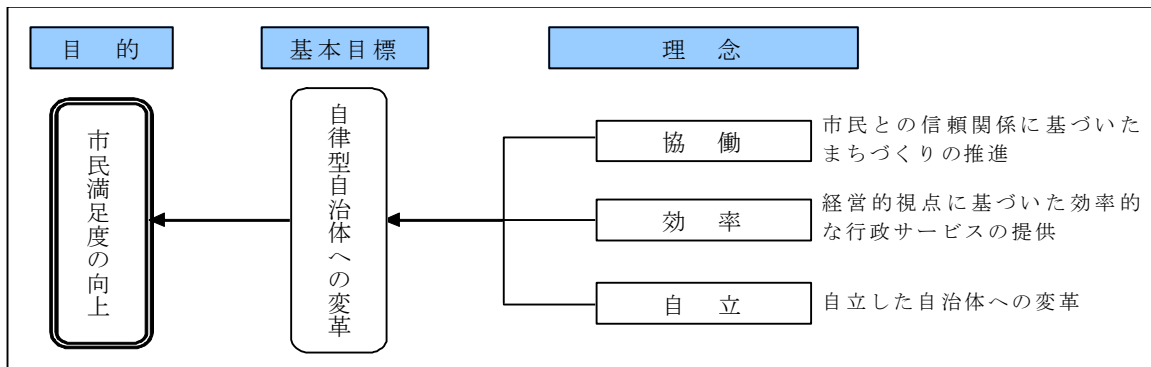 目 的
基本目標
理 念
市民満足度の向上
自律型自治体への変革
協 働
市民との信頼関係に基づいた
まちづくりの推進
効 率
経営的視点に基づいた効率的
な行政サービスの提供
自 立
自立した自治体への変革